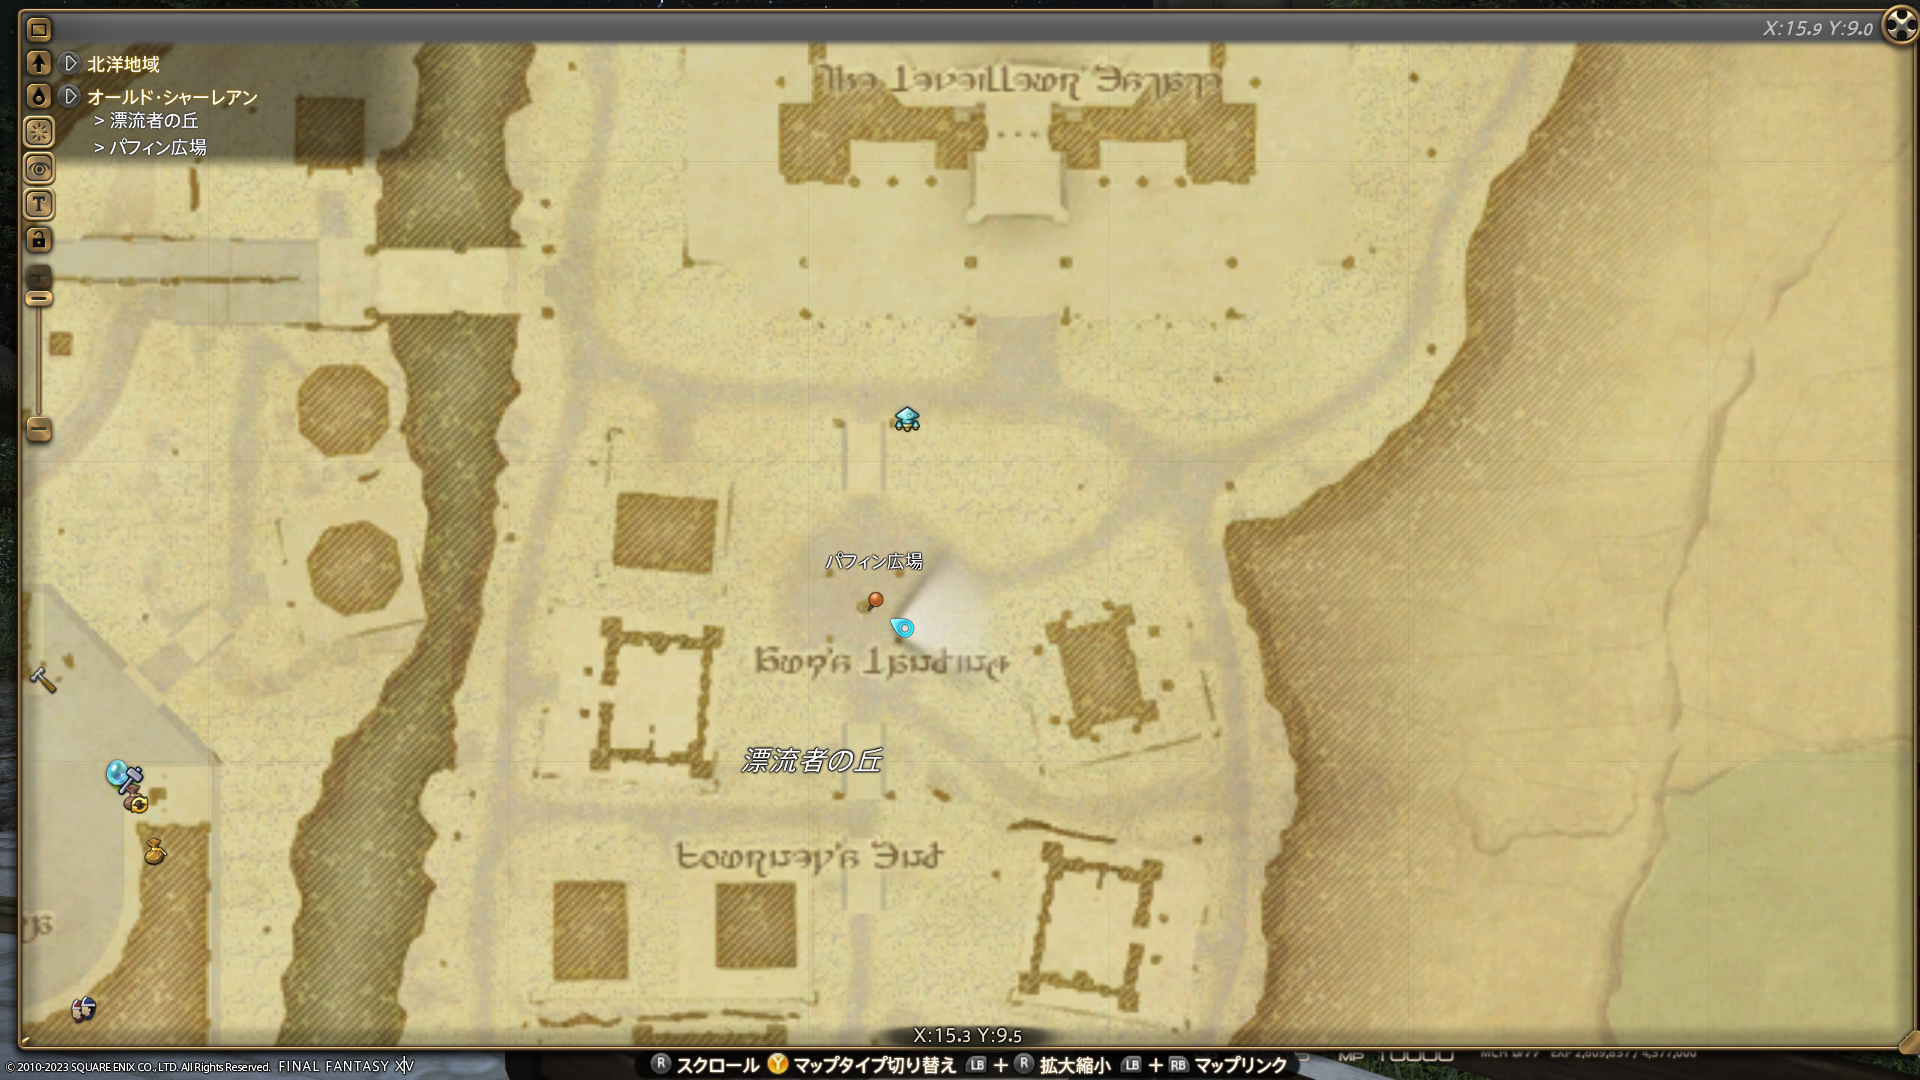 X:15.9 Y:9.0
北洋地域
オールド・シャーレアン
> 漂流者の丘
> パフィン広場
T
パフィン広場
漂流者の丘
X:15.3 Y:9.5
© 2010-2023 SQUARE ENIX CO., LTD. All Rights Reserved. FINAL FANTASY XIV
R スクロール Y マップタイプ切り替え LB + R 拡大縮小 LB + RB マップリンク